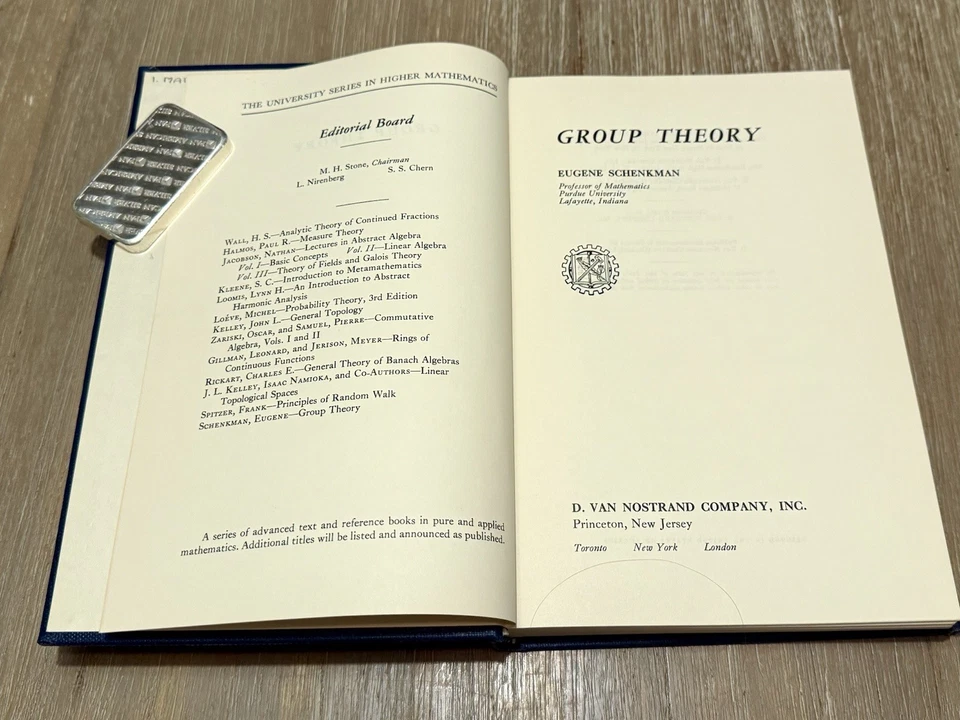 THE UNIVERSITY SERIES IN HIGHER MATHEMATICS
Editorial Board
M. H. Stone, Chairman
L. Nirenberg S. S. Chern
WALL, H. S.—Analytic Theory of Continued Fractions
HALMOS, PAUL R.—Measure Theory
JACOBSON, NATHAN—Lectures in Abstract Algebra
Vol. I—Basic Concepts Vol. II—Linear Algebra
Vol. III—Theory of Fields and Galois Theory
KLEENE, S. C.—Introduction to Metamathematics
LOOMIS, LYNN H.—An Introduction to Abstract
Harmonic Analysis
LOÉVE, MICHEL—Probability Theory, 3rd Edition
KELLEY, JOHN L.—General Topology
ZARISKI, OSCAR, and SAMUEL, PIERRE—Commutative
Algebra, Vols. I and II
GILLMAN, LEONARD, and JERISON, MEYER—Rings of
Continuous Functions
RICKART, CHARLES E.—General Theory of Banach Algebras
J. L. KELLEY, ISAAC NAMIOKA, and CO-AUTHORS—Linear
Topological Spaces
SPITZER, FRANK—Principles of Random Walk
SCHENKMAN, EUGENE—Group Theory
A series of advanced text and reference books in pure and applied
mathematics. Additional titles will be listed and announced as published.
GROUP THEORY
EUGENE SCHENKMAN
Professor of Mathematics
Purdue University
Lafayette, Indiana
D. VAN NOSTRAND COMPANY, INC.
Princeton, New Jersey
Toronto New York London